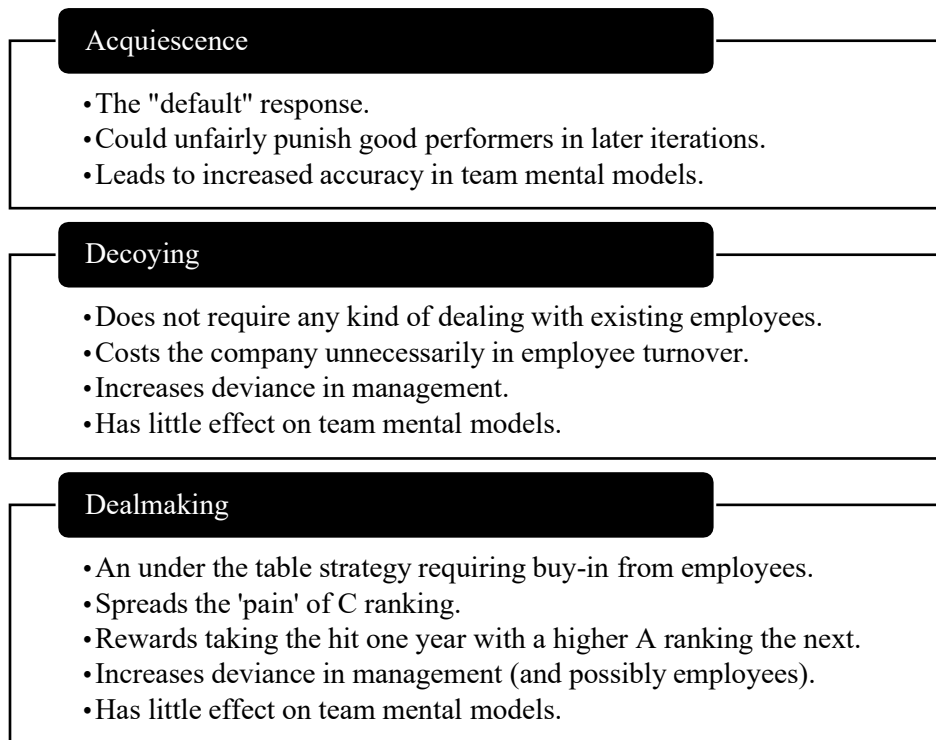 Acquiescence
•The "default" response.
•Could unfairly punish good performers in later iterations.
•Leads to increased accuracy in team mental models.
Decoying
•Does not require any kind of dealing with existing employees.
•Costs the company unnecessarily in employee turnover.
•Increases deviance in management.
•Has little effect on team mental models.
Dealmaking
•An under the table strategy requiring buy-in from employees.
•Spreads the 'pain' of C ranking.
•Rewards taking the hit one year with a higher A ranking the next.
•Increases deviance in management (and possibly employees).
•Has little effect on team mental models.